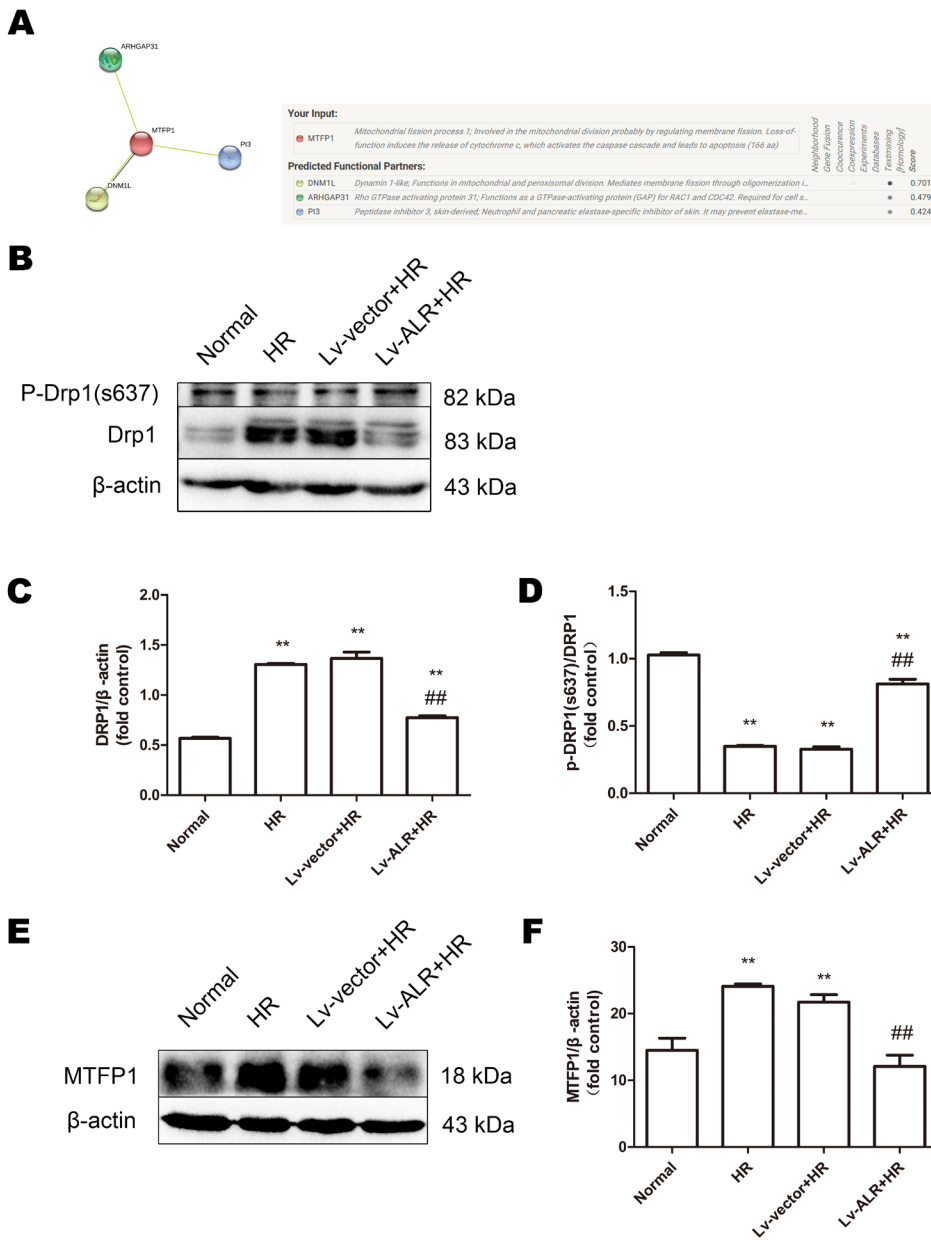 A
ARHGAP31
MTFP1
PI3
DNM1L
Your Input:
MTFP1
Mitochondrial fission process 1; Involved in the mitochondrial division probably by regulating membrane fission. Loss-of-
function induces the release of cytochrome c, which activates the caspase cascade and leads to apoptosis (166 aa)
Neighborhood
Gene Fusion
Cooccurence
Coexpression
Experiments
Databases
Textmining
[Homology]
Score
Predicted Functional Partners:
DNM1L Dynamin 1-like; Functions in mitochondrial and peroxisomal division. Mediates membrane fission through oligomerization i... 0.701
ARHGAP31 Rho GTPase activating protein 31; Functions as a GTPase-activating protein (GAP) for RAC1 and CDC42. Required for cell s... 0.479
PI3 Peptidase inhibitor 3, skin-derived; Neutrophil and pancreatic elastase-specific inhibitor of skin. It may prevent elastase-me... 0.424
B
Normal
HR
Lv-vector+HR
Lv-ALR+HR
P-Drp1(s637) 82 kDa
Drp1 83 kDa
β-actin 43 kDa
C
DRP1/β -actin
(fold control)
2.0
1.5
1.0
0.5
0.0
**
**
**
##
Normal
HR
Lv-vector+HR
Lv-ALR+HR
D
p-DRP1(s637)/DRP1
(fold control)
1.5
1.0
0.5
0.0
**
**
**
##
Normal
HR
Lv-vector+HR
Lv-ALR+HR
E
Normal
HR
Lv-vector+HR
Lv-ALR+HR
MTFP1 18 kDa
β-actin 43 kDa
F
MTFP1/β -actin
(fold control)
30
20
10
0
**
**
##
Normal
HR
Lv-vector+HR
Lv-ALR+HR